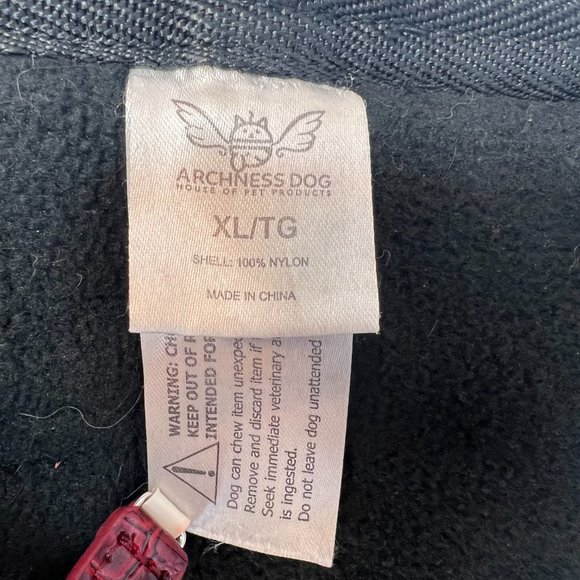 ARCHNESS DOG
HOUSE OF PET PRODUCTS
XL/TG
SHELL: 100% NYLON
MADE IN CHINA
WARNING:
KEEP OUT OF
INTENDED FOR
Dog can chew item
Remove and discard item if
Seek immediate veterinary
is ingested.
Do not leave dog unattended